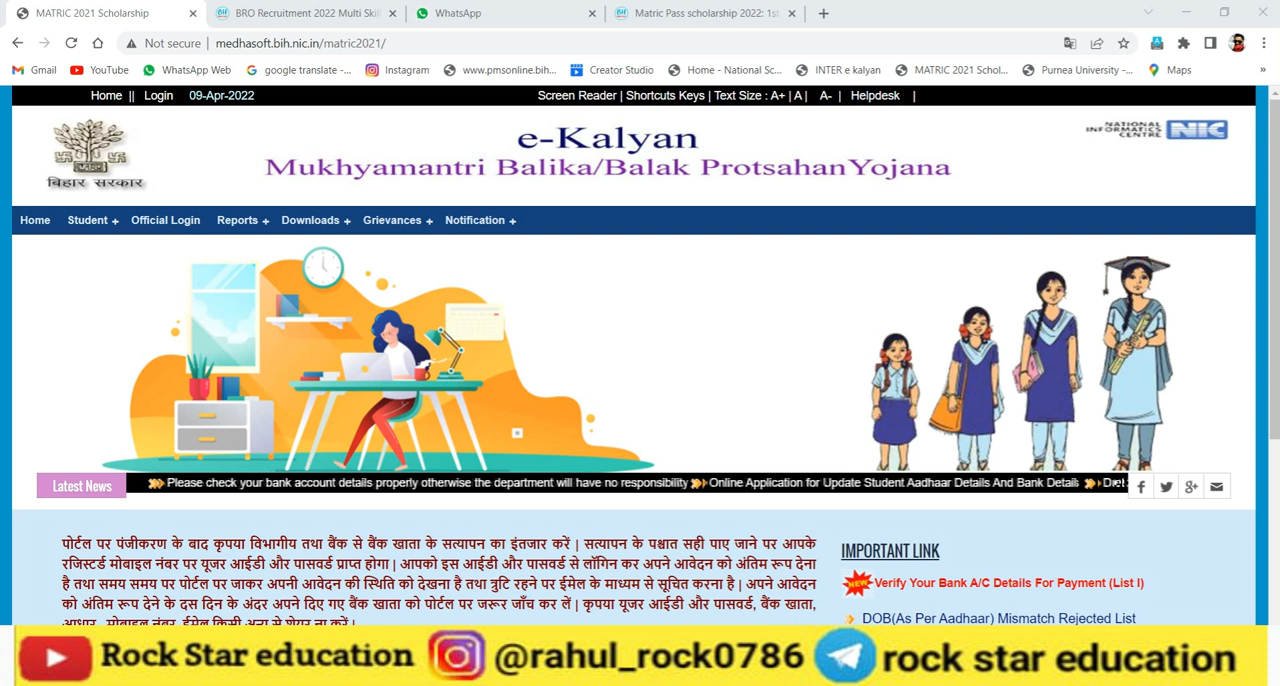 MATRIC 2021 Scholarship
BRO Recruitment 2022 Multi Skil
WhatsApp
Matric Pass scholarship 2022: 1st
Not secure | medhasoft.bih.nic.in/matric2021/
Gmail YouTube WhatsApp Web google translate -... Instagram www.pmsonline.bih... Creator Studio Home - National Sc... INTER e kalyan MATRIC 2021 Schol... Purnea University -... Maps »
Home || Login 09-Apr-2022 Screen Reader | Shortcuts Keys | Text Size : A+ | A | A- | Helpdesk |
बिहार सरकार
e-Kalyan
Mukhyamantri Balika/Balak ProtsahanYojana
NATIONAL INFORMATICS CENTRE NIC
Home Student + Official Login Reports + Downloads + Grievances + Notification +
Latest News Please check your bank account details properly otherwise the department will have no responsibility Online Application for Update Student Aadhaar Details And Bank Details
पोर्टल पर पंजीकरण के बाद कृपया विभागीय तथा बैंक से बैंक खाता के सत्यापन का इंतजार करें | सत्यापन के पश्चात सही पाए जाने पर आपके
रजिस्टर्ड मोबाइल नंबर पर यूजर आईडी और पासवर्ड प्राप्त होगा | आपको इस आईडी और पासवर्ड से लॉगिन कर अपने आवेदन को अंतिम रूप देना
है तथा समय समय पर पोर्टल पर जाकर अपनी आवेदन की स्थिति को देखना है तथा त्रुटि रहने पर ईमेल के माध्यम से सूचित करना है | अपने आवेदन
को अंतिम रूप देने के दस दिन के अंदर अपने दिए गए बैंक खाता को पोर्टल पर जरूर जाँच कर लें | कृपया यूजर आईडी और पासवर्ड, बैंक खाता,
आधार , मोबाइल नंबर, ईमेल किसी अन्य से शेयर ना करें |
IMPORTANT LINK
NEW Verify Your Bank A/C Details For Payment (List I)
DOB(As Per Aadhaar) Mismatch Rejected List
Rock Star education @rahul_rock0786 rock star education